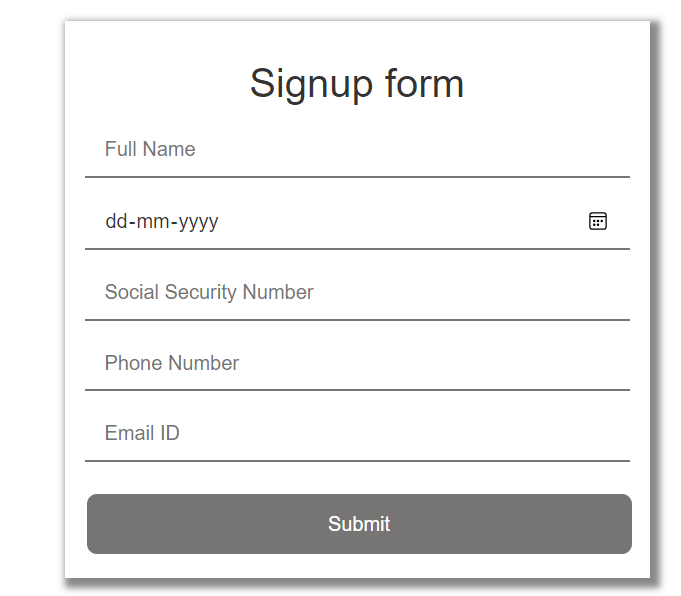 Signup form
Full Name
dd-mm-yyyy
Social Security Number
Phone Number
Email ID
Submit